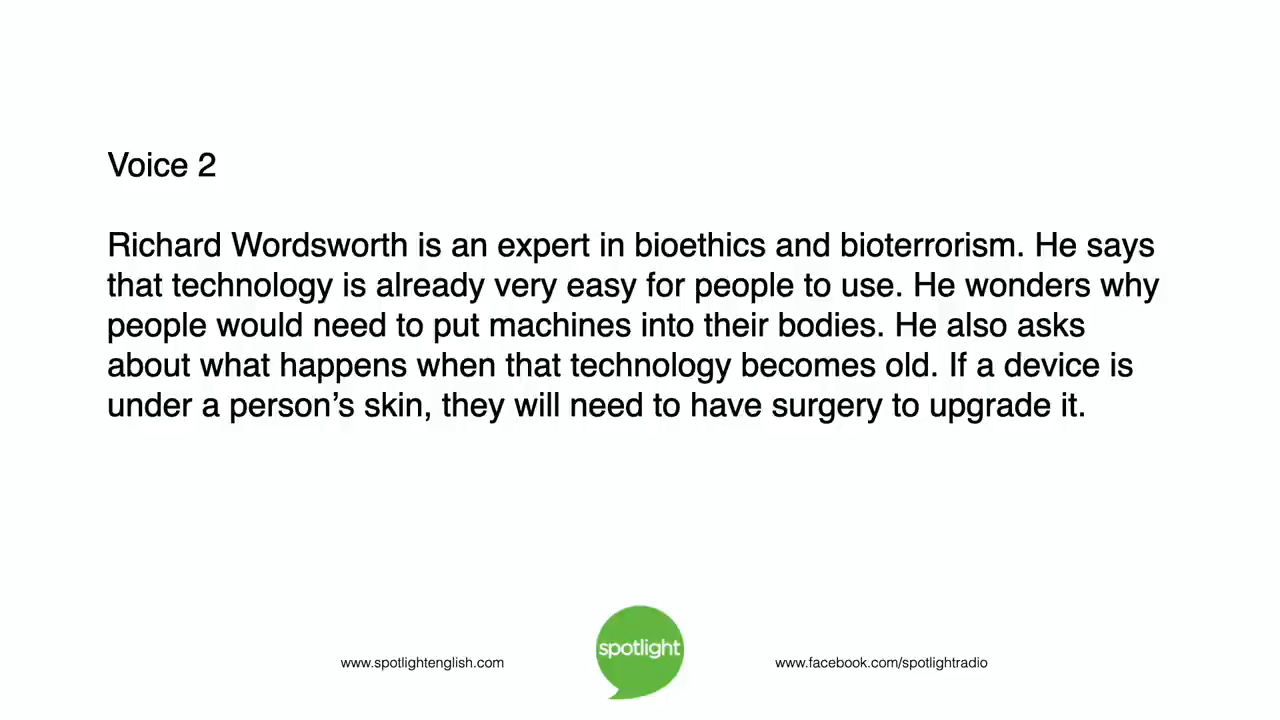 Voice 2
Richard Wordsworth is an expert in bioethics and bioterrorism. He says
that technology is already very easy for people to use. He wonders why
people would need to put machines into their bodies. He also asks
about what happens when that technology becomes old. If a device is
under a person’s skin, they will need to have surgery to upgrade it.
www.spotlightenglish.com
spotlight
www.facebook.com/spotlightradio